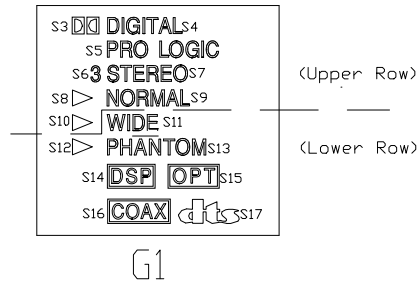 S3 DIGITAL S4
S5 PRO LOGIC
S6 3 STEREO S7
(Upper Row)
S8 NORMAL S9
S10 WIDE S11
S12 PHANTOM S13
(Lower Row)
S14 DSP OPT S15
S16 COAX dts S17
G1